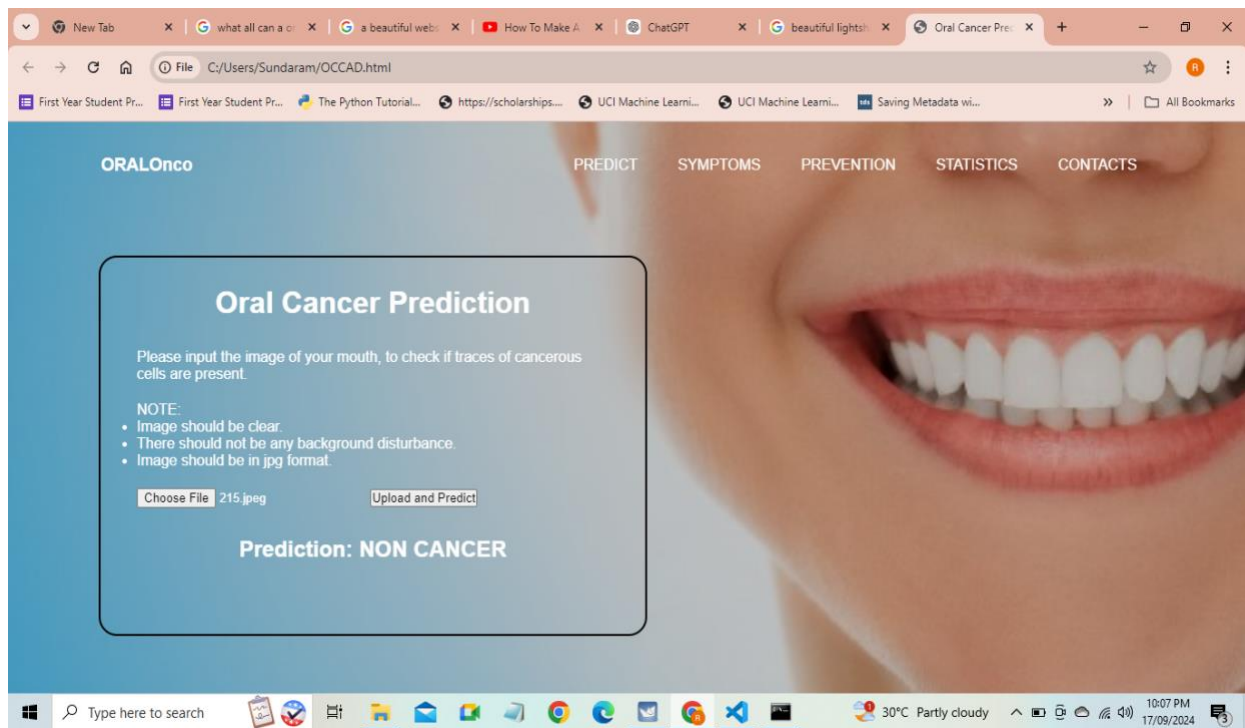 New Tab
what all can a o
a beautiful webs
How To Make A
ChatGPT
beautiful lightsh
Oral Cancer Prec
File C:/Users/Sundaram/OCCAD.html
R
First Year Student Pr...
First Year Student Pr...
The Python Tutorial...
https://scholarships....
UCI Machine Learni...
UCI Machine Learni...
tds
Saving Metadata wi...
»
All Bookmarks
ORALOnco
PREDICT
SYMPTOMS
PREVENTION
STATISTICS
CONTACTS
Oral Cancer Prediction
Please input the image of your mouth, to check if traces of cancerous
cells are present.
NOTE:
• Image should be clear.
• There should not be any background disturbance.
• Image should be in jpg format.
Choose File 215.jpeg
Upload and Predict
Prediction: NON CANCER
Type here to search
30°C Partly cloudy
10:07 PM
17/09/2024
3